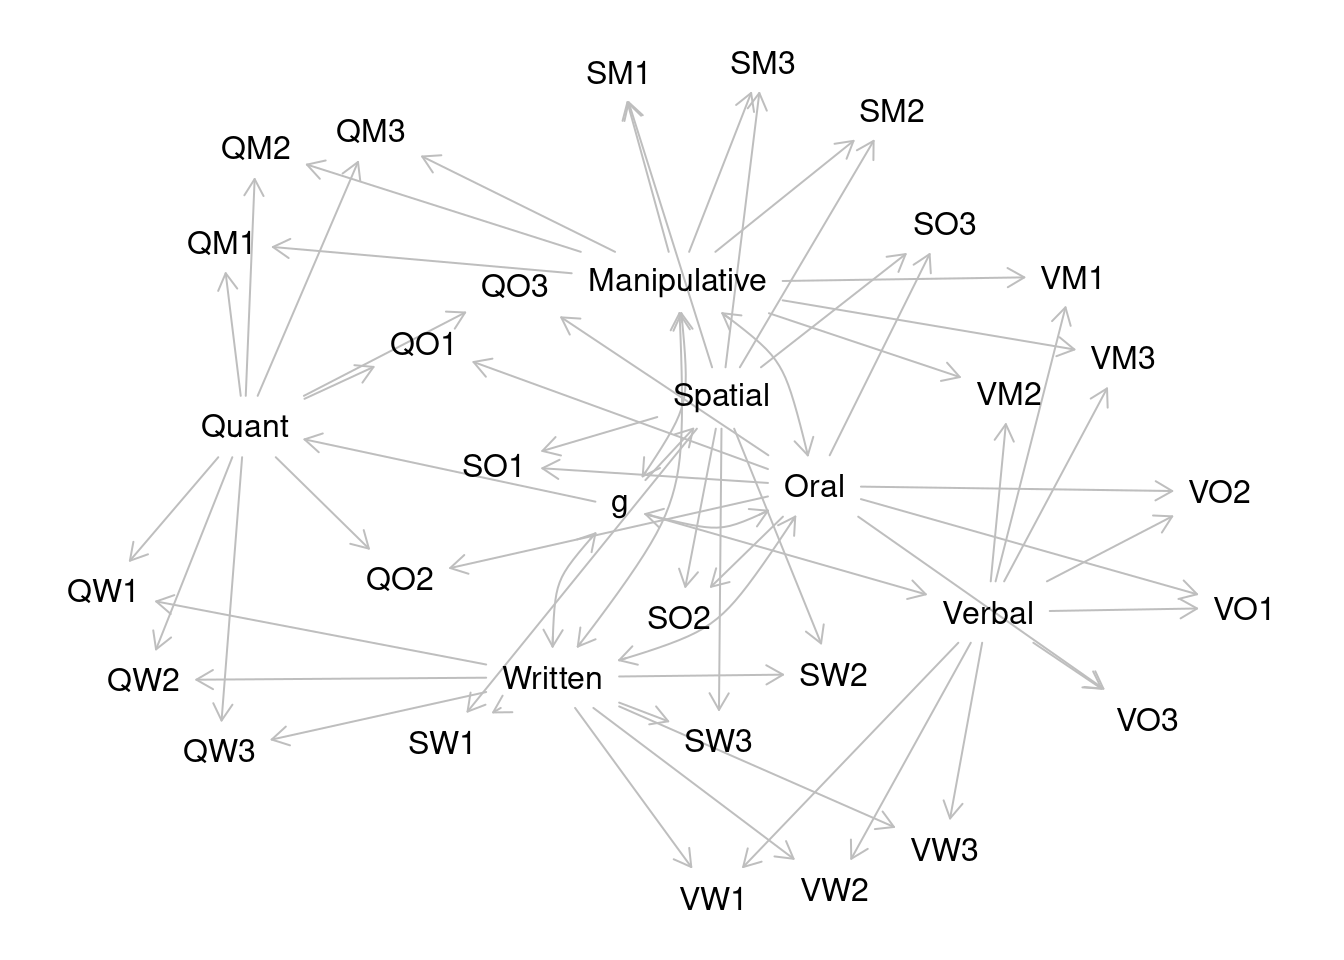 SM3
SM1
SM2
QM3
QM2
SO3
QM1
Manipulative
VM1
QO3
QO1
VM3
Spatial
VM2
Quant
SO1
Oral
VO2
g
QO2
QW1
VO1
Verbal
SO2
SW2
Written
QW2
VO3
SW3
SW1
QW3
VW3
VW2
VW1